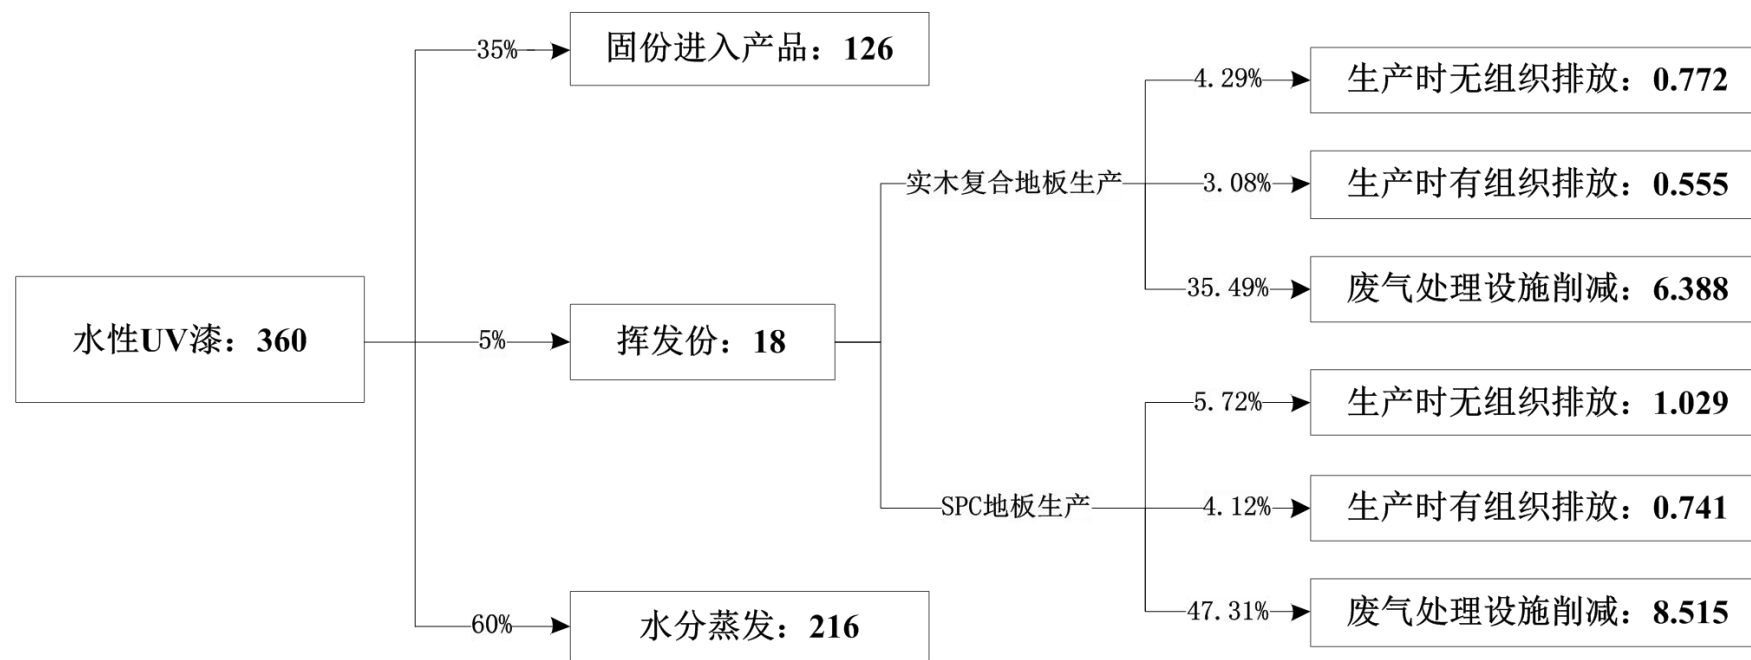 35%
固份进入产品：126
4.29%
生产时无组织排放：0.772
实木复合地板生产
3.08%
生产时有组织排放：0.555
35.49%
废气处理设施削减：6.388
水性UV漆：360
5%
挥发份：18
5.72%
生产时无组织排放：1.029
SPC地板生产
4.12%
生产时有组织排放：0.741
47.31%
废气处理设施削减：8.515
60%
水分蒸发：216